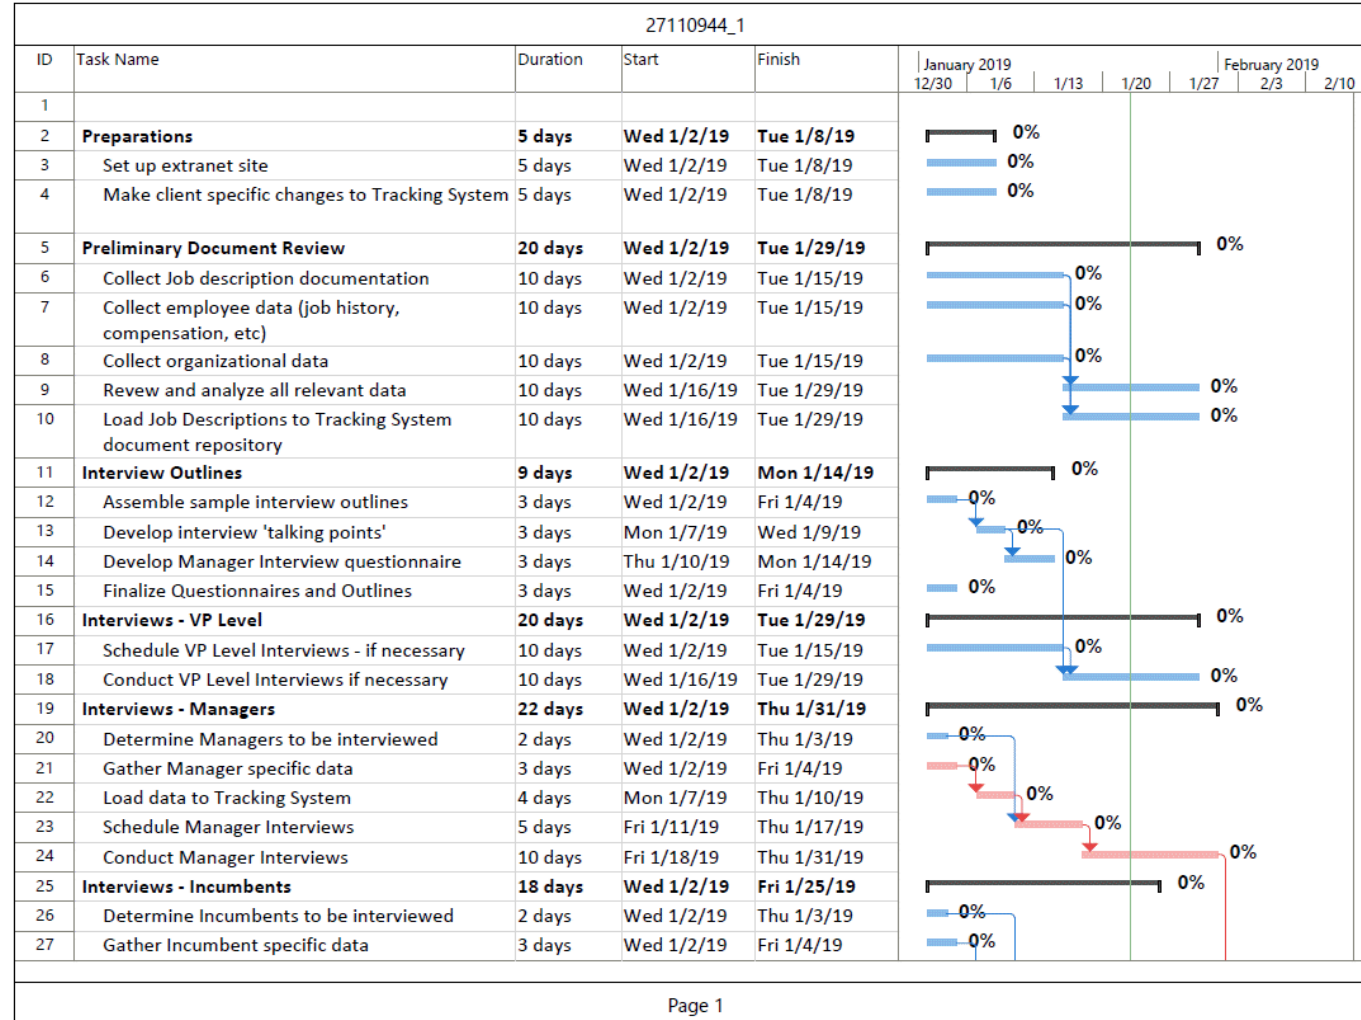 27110944_1
ID Task Name Duration Start Finish January 2019 February 2019
12/30 1/6 1/13 1/20 1/27 2/3 2/10
1
2 Preparations 5 days Wed 1/2/19 Tue 1/8/19 0%
3 Set up extranet site 5 days Wed 1/2/19 Tue 1/8/19 0%
4 Make client specific changes to Tracking System 5 days Wed 1/2/19 Tue 1/8/19 0%
5 Preliminary Document Review 20 days Wed 1/2/19 Tue 1/29/19 0%
6 Collect Job description documentation 10 days Wed 1/2/19 Tue 1/15/19 0%
7 Collect employee data (job history, 10 days Wed 1/2/19 Tue 1/15/19 0%
compensation, etc)
8 Collect organizational data 10 days Wed 1/2/19 Tue 1/15/19 0%
9 Revew and analyze all relevant data 10 days Wed 1/16/19 Tue 1/29/19 0%
10 Load Job Descriptions to Tracking System 10 days Wed 1/16/19 Tue 1/29/19 0%
document repository
11 Interview Outlines 9 days Wed 1/2/19 Mon 1/14/19 0%
12 Assemble sample interview outlines 3 days Wed 1/2/19 Fri 1/4/19 0%
13 Develop interview 'talking points' 3 days Mon 1/7/19 Wed 1/9/19 0%
14 Develop Manager Interview questionnaire 3 days Thu 1/10/19 Mon 1/14/19 0%
15 Finalize Questionnaires and Outlines 3 days Wed 1/2/19 Fri 1/4/19 0%
16 Interviews - VP Level 20 days Wed 1/2/19 Tue 1/29/19 0%
17 Schedule VP Level Interviews - if necessary 10 days Wed 1/2/19 Tue 1/15/19 0%
18 Conduct VP Level Interviews if necessary 10 days Wed 1/16/19 Tue 1/29/19 0%
19 Interviews - Managers 22 days Wed 1/2/19 Thu 1/31/19 0%
20 Determine Managers to be interviewed 2 days Wed 1/2/19 Thu 1/3/19 0%
21 Gather Manager specific data 3 days Wed 1/2/19 Fri 1/4/19 0%
22 Load data to Tracking System 4 days Mon 1/7/19 Thu 1/10/19 0%
23 Schedule Manager Interviews 5 days Fri 1/11/19 Thu 1/17/19 0%
24 Conduct Manager Interviews 10 days Fri 1/18/19 Thu 1/31/19 0%
25 Interviews - Incumbents 18 days Wed 1/2/19 Fri 1/25/19 0%
26 Determine Incumbents to be interviewed 2 days Wed 1/2/19 Thu 1/3/19 0%
27 Gather Incumbent specific data 3 days Wed 1/2/19 Fri 1/4/19 0%
Page 1